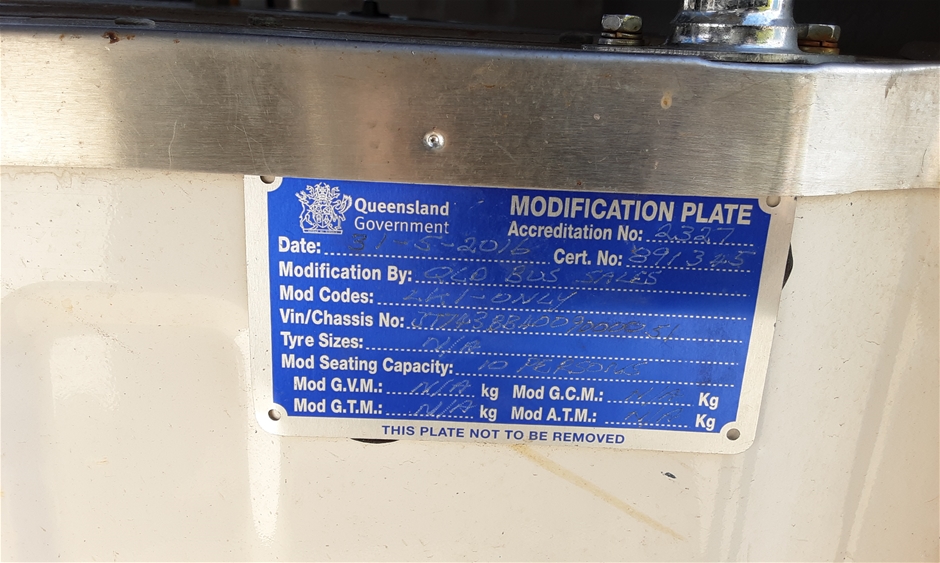 Queensland
Government
MODIFICATION PLATE
Accreditation No: 2327
Date: 31-5-2016
Cert. No: 891325
Modification By: QLD BUS SALES
Mod Codes: LK1-ONLY
Vin/Chassis No:
Tyre Sizes: N/A
Mod Seating Capacity: 10 PERSONS
Mod G.V.M.: N/A kg
Mod G.C.M.: N/A Kg
Mod G.T.M.: N/A kg
Mod A.T.M.: N/A Kg
THIS PLATE NOT TO BE REMOVED